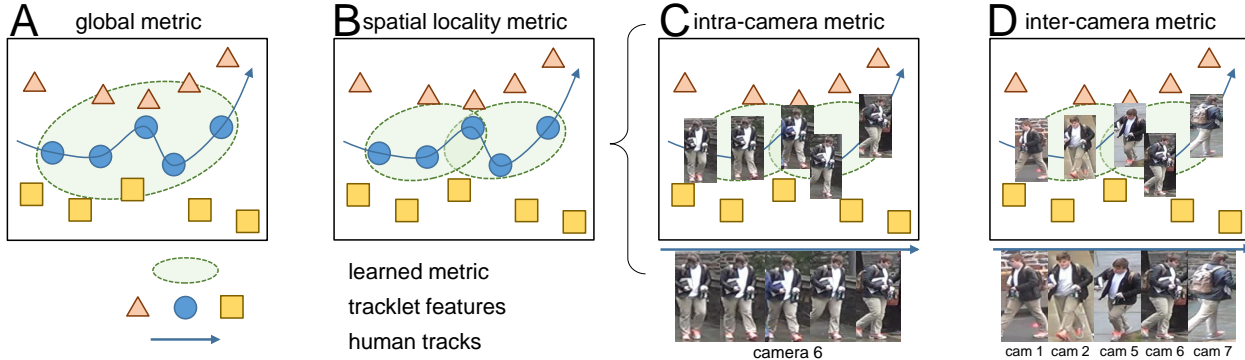 A global metric
B spatial locality metric
C intra-camera metric
D inter-camera metric
learned metric
tracklet features
human tracks
camera 6
cam 1 cam 2 cam 5 cam 6 cam 7